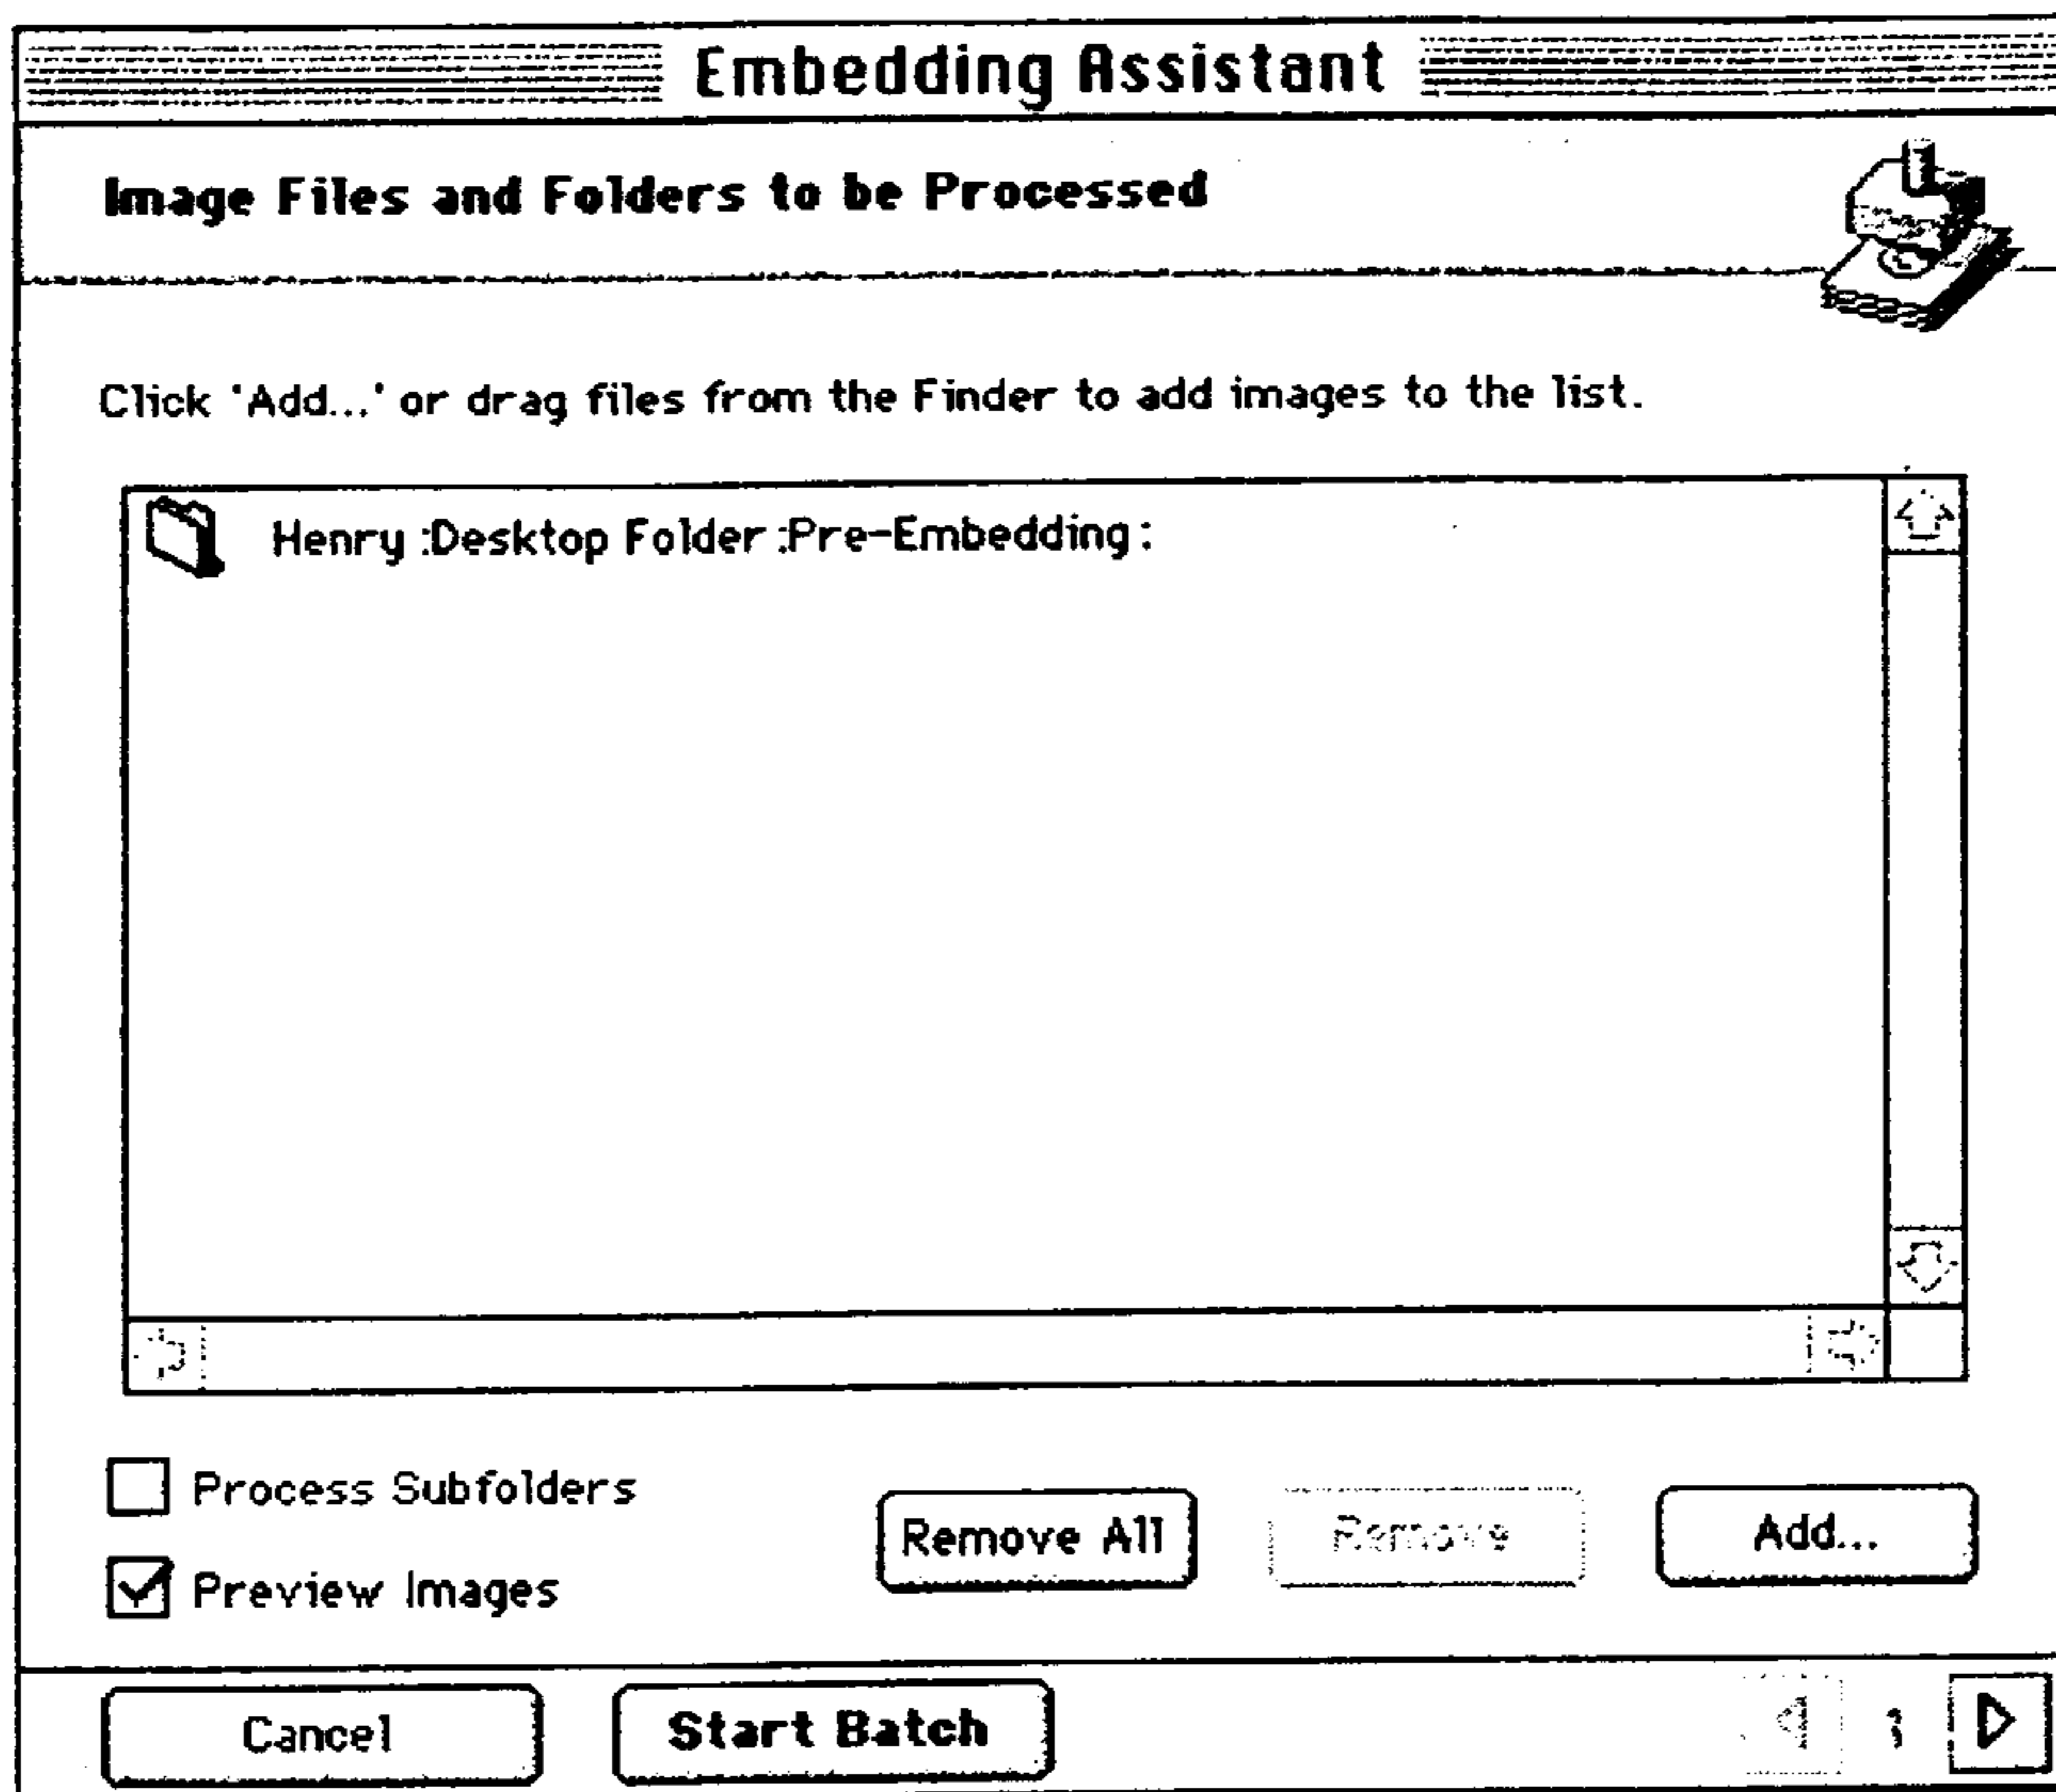 Embedding Assistant
Image Files and Folders to be Processed
Click 'Add...' or drag files from the Finder to add images to the list.
Henry :Desktop Folder :Pre-Embedding :
Process Subfolders
Preview Images
Remove All
Remove
Add...
Cancel
Start Batch